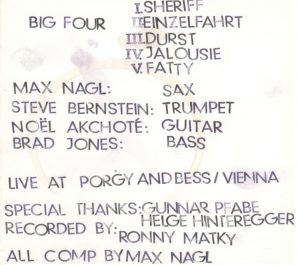 I. SHERIFF
BIG FOUR II EINZELFAHRT
III. DURST
IV. JALOUSIE
V. FATTY
MAX NAGL: SAX
STEVE BERNSTEIN: TRUMPET
NOËL AKCHOTÉ: GUITAR
BRAD JONES: BASS
LIVE AT PORGY AND BESS / VIENNA
SPECIAL THANKS: GUNNAR PFABE
RECORDED BY: HELGE HINTEREGGER
RONNY MATKY
ALL COMP BY MAX NAGL